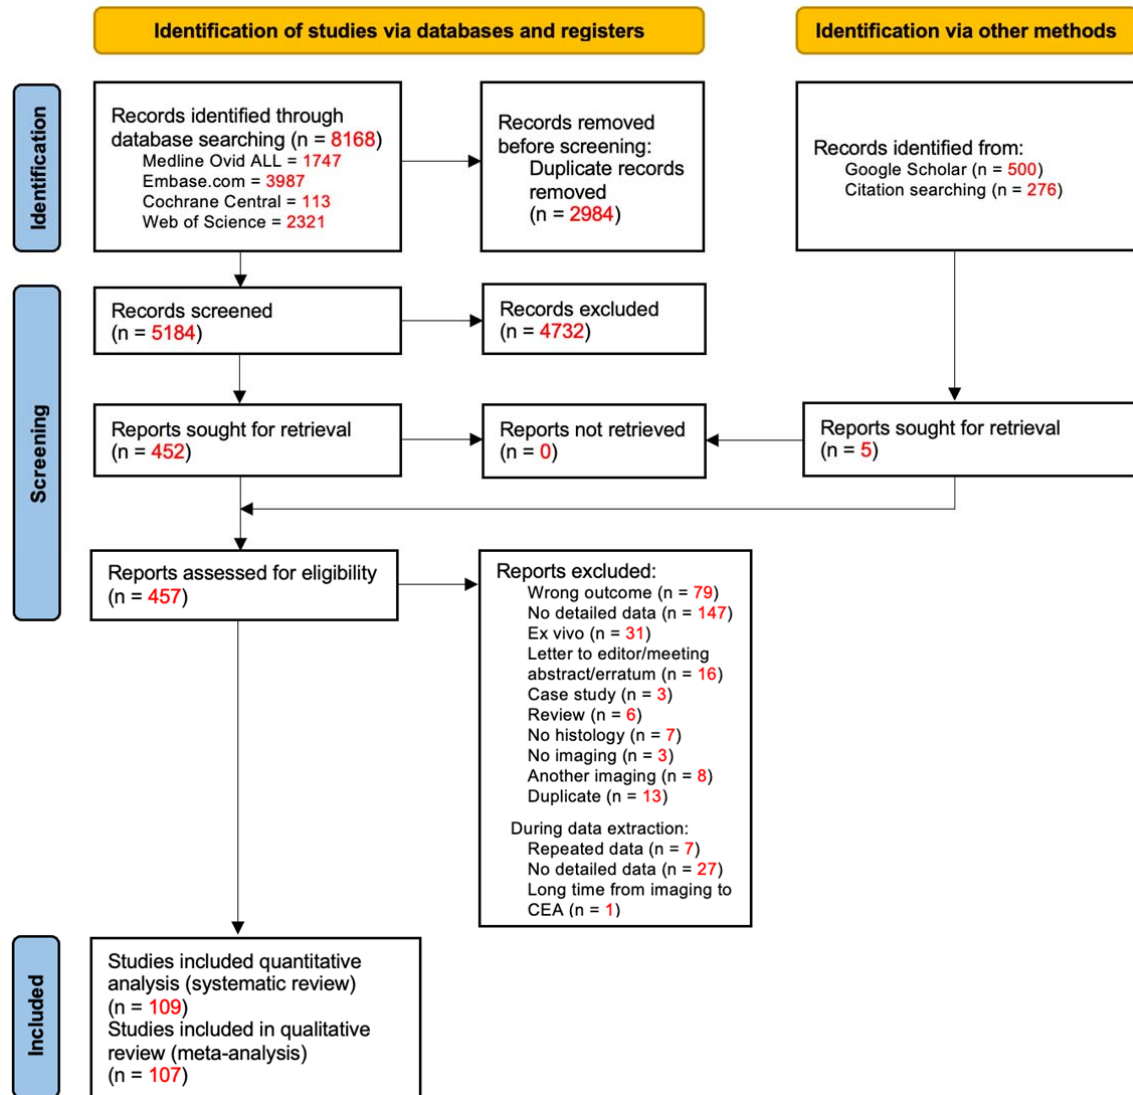 Identification of studies via databases and registers
Identification via other methods
Identification
Records identified through
database searching (n = 8168)
Medline Ovid ALL = 1747
Embase.com = 3987
Cochrane Central = 113
Web of Science = 2321
Records removed
before screening:
Duplicate records
removed
(n = 2984)
Records identified from:
Google Scholar (n = 500)
Citation searching (n = 276)
Screening
Records screened
(n = 5184)
Records excluded
(n = 4732)
Reports sought for retrieval
(n = 452)
Reports not retrieved
(n = 0)
Reports sought for retrieval
(n = 5)
Reports assessed for eligibility
(n = 457)
Reports excluded:
Wrong outcome (n = 79)
No detailed data (n = 147)
Ex vivo (n = 31)
Letter to editor/meeting
abstract/erratum (n = 16)
Case study (n = 3)
Review (n = 6)
No histology (n = 7)
No imaging (n = 3)
Another imaging (n = 8)
Duplicate (n = 13)
During data extraction:
Repeated data (n = 7)
No detailed data (n = 27)
Long time from imaging to
CEA (n = 1)
Included
Studies included quantitative
analysis (systematic review)
(n = 109)
Studies included in qualitative
review (meta-analysis)
(n = 107)